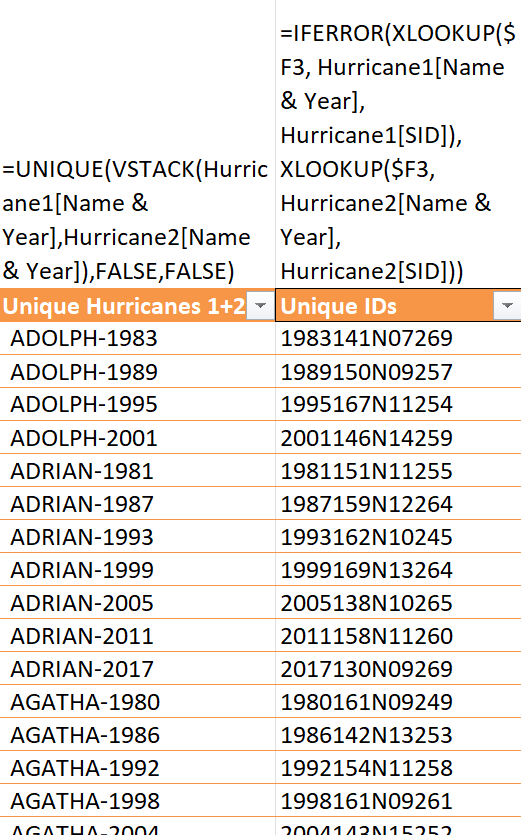 =UNIQUE(VSTACK(Hurric
ane1[Name &
Year],Hurricane2[Name
& Year]),FALSE,FALSE)
=IFERROR(XLOOKUP($
F3, Hurricane1[Name
& Year],
Hurricane1[SID]),
XLOOKUP($F3,
Hurricane2[Name &
Year],
Hurricane2[SID]))
Unique Hurricanes 1+2 Unique IDs
ADOLPH-1983 1983141N07269
ADOLPH-1989 1989150N09257
ADOLPH-1995 1995167N11254
ADOLPH-2001 2001146N14259
ADRIAN-1981 1981151N11255
ADRIAN-1987 1987159N12264
ADRIAN-1993 1993162N10245
ADRIAN-1999 1999169N13264
ADRIAN-2005 2005138N10265
ADRIAN-2011 2011158N11260
ADRIAN-2017 2017130N09269
AGATHA-1980 1980161N09249
AGATHA-1986 1986142N13253
AGATHA-1992 1992154N11258
AGATHA-1998 1998161N09261
AGATHA-2004 2004143N15252